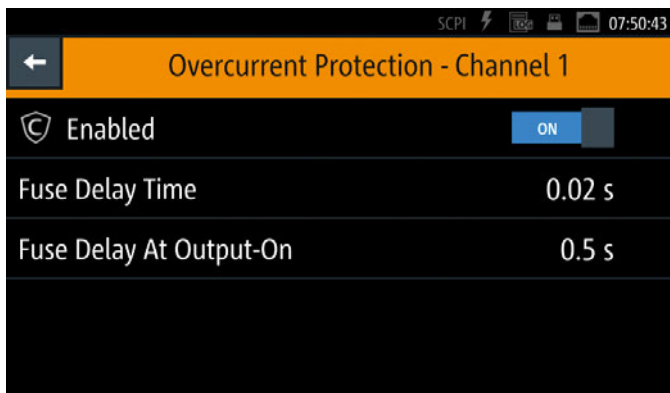 SCPI LOG 07:50:43
Overcurrent Protection - Channel 1
C Enabled ON
Fuse Delay Time 0.02 s
Fuse Delay At Output-On 0.5 s